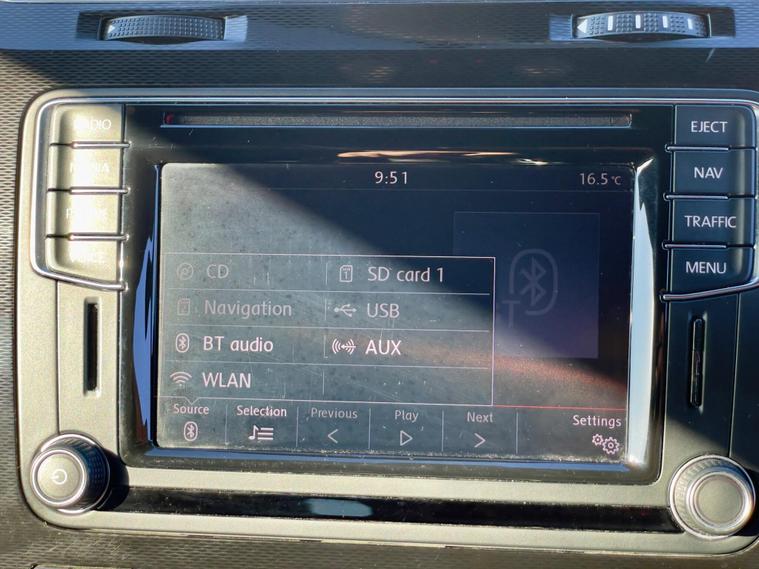 RADIO
EJECT
NAV
TRAFFIC
MENU
9:51
16.5°C
CD
SD card 1
Navigation
USB
BT audio
AUX
WLAN
Source
Selection
Previous
Play
Next
Settings